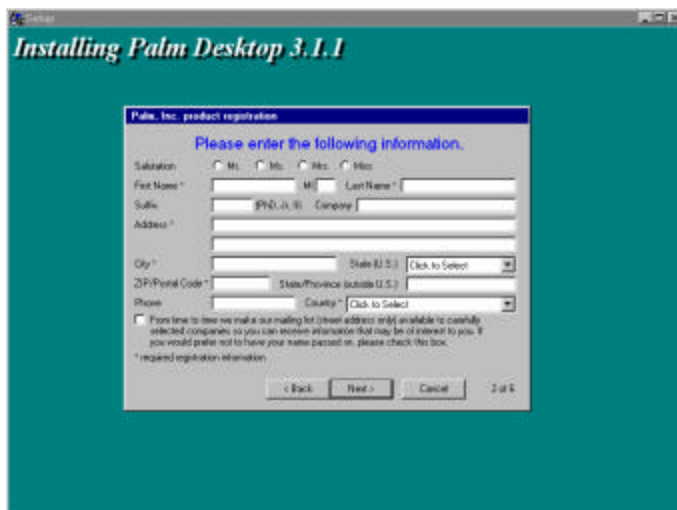 Setup
Installing Palm Desktop 3.1.1
Palm, Inc. product registration
Please enter the following information.
Salutation Mr. Ms. Mrs. Miss
First Name * MI Last Name *
Suffix (PhD, Jr, II) Company
Address *
City * State (U.S.) Click to Select
ZIP/Postal Code * State/Province (outside U.S.)
Phone Country * Click to Select
From time to time we make our mailing list (street address only) available to carefully
selected companies so you can receive information that may be of interest to you. If
you would prefer not to have your name passed on, please check this box.
* required registration information
< Back Next > Cancel 2 of 6